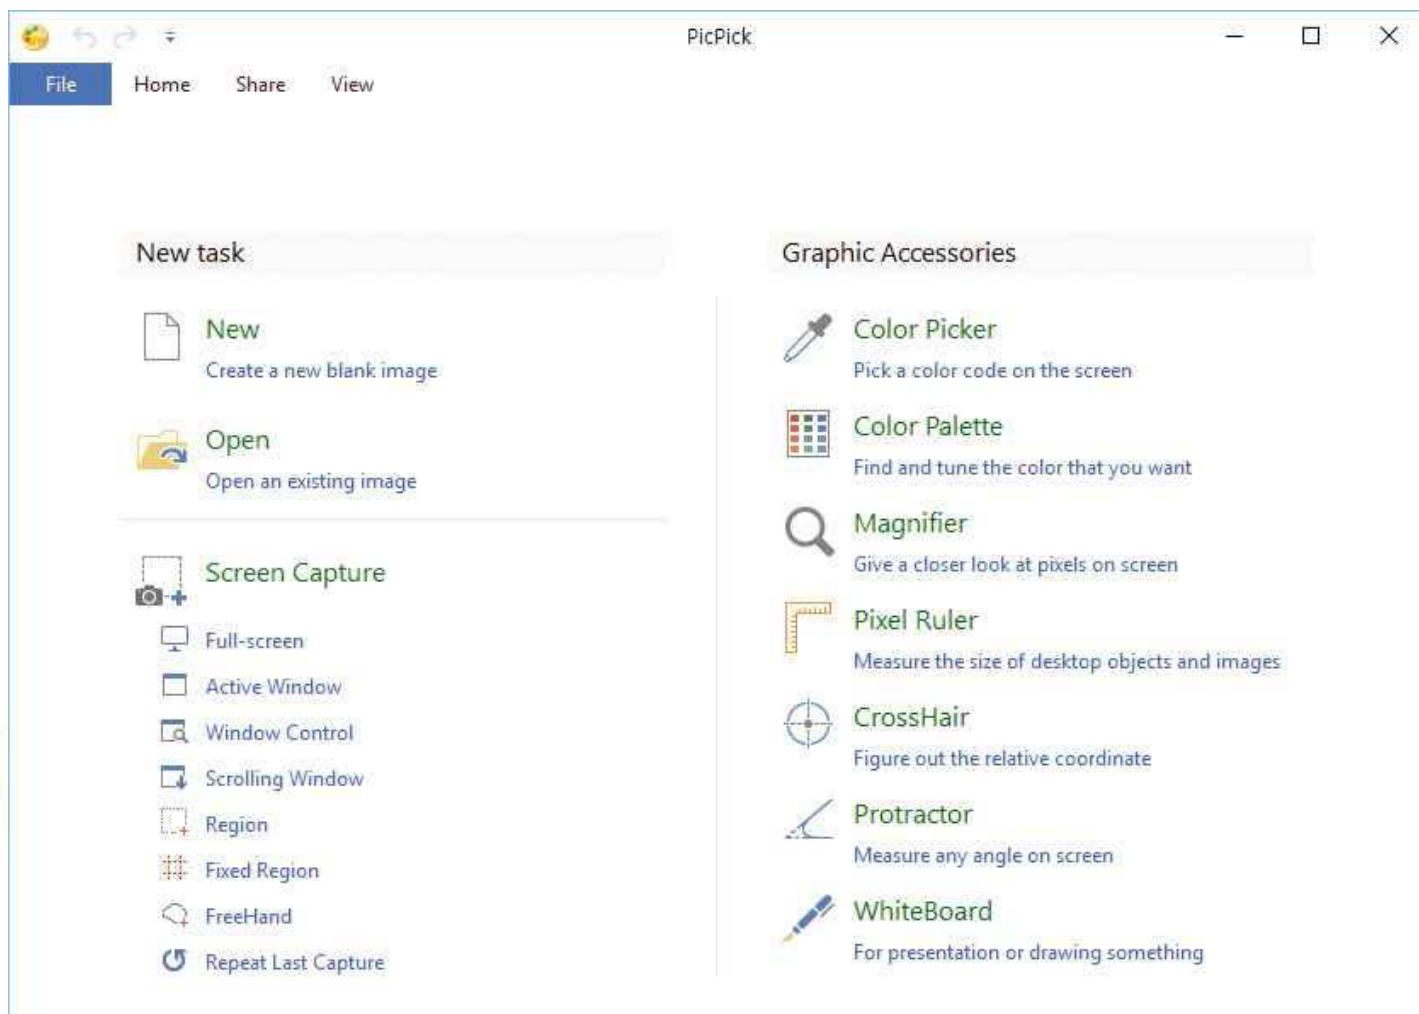 PicPick
File Home Share View
New task
New
Create a new blank image
Open
Open an existing image
Screen Capture
Full-screen
Active Window
Window Control
Scrolling Window
Region
Fixed Region
FreeHand
Repeat Last Capture
Graphic Accessories
Color Picker
Pick a color code on the screen
Color Palette
Find and tune the color that you want
Magnifier
Give a closer look at pixels on screen
Pixel Ruler
Measure the size of desktop objects and images
CrossHair
Figure out the relative coordinate
Protractor
Measure any angle on screen
WhiteBoard
For presentation or drawing something